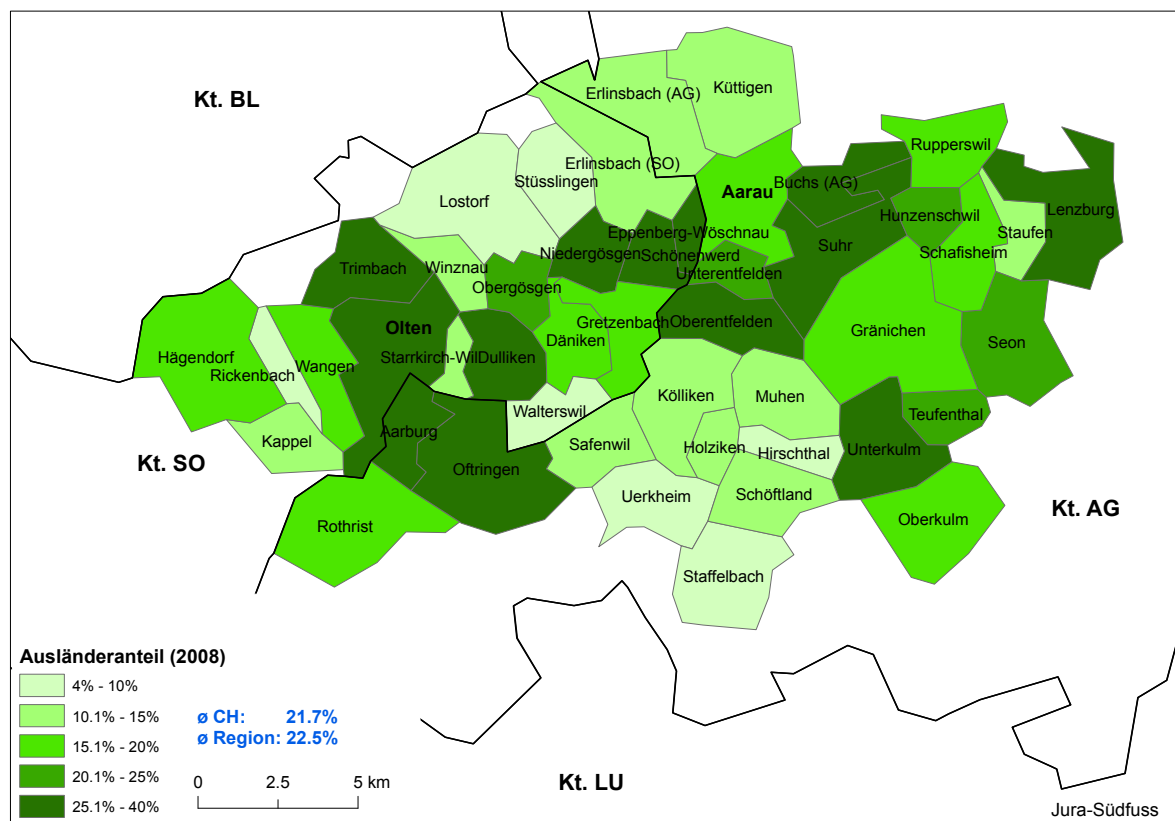 Kt. BL
Erlinsbach (AG)
Küttigen
Rupperswil
Erlinsbach (SO)
Stüsslingen
Aarau
Buchs (AG)
Lostorf
Hunzenschwil
Lenzburg
Staufen
Eppenberg-Wöschnau
Niedergösgen
Schönenwerd
Suhr
Schafisheim
Trimbach
Winznau
Unterentfelden
Obergösgen
Olten
Gretzenbach
Oberentfelden
Gränichen
Däniken
Seon
Hägendorf
Starrkirch-Wil
Dulliken
Wangen
Rickenbach
Kölliken
Muhen
Walterswil
Teufenthal
Aarburg
Kappel
Safenwil
Holziken
Hirschthal
Unterkulm
Kt. SO
Oftringen
Uerkheim
Schöftland
Kt. AG
Rothrist
Oberkulm
Staffelbach
Ausländeranteil (2008)
4% - 10%
10.1% - 15%
15.1% - 20%
20.1% - 25%
25.1% - 40%
ø CH: 21.7%
ø Region: 22.5%
0 2.5 5 km
Kt. LU
Jura-Südfuss